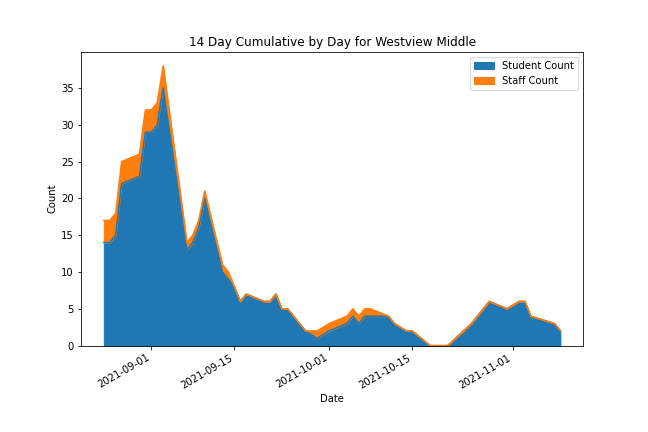 14 Day Cumulative by Day for Westview Middle
Student Count
Staff Count
35
30
25
20
15
10
5
0
Count
2021-09-01
2021-09-15
2021-10-01
2021-10-15
2021-11-01
Date